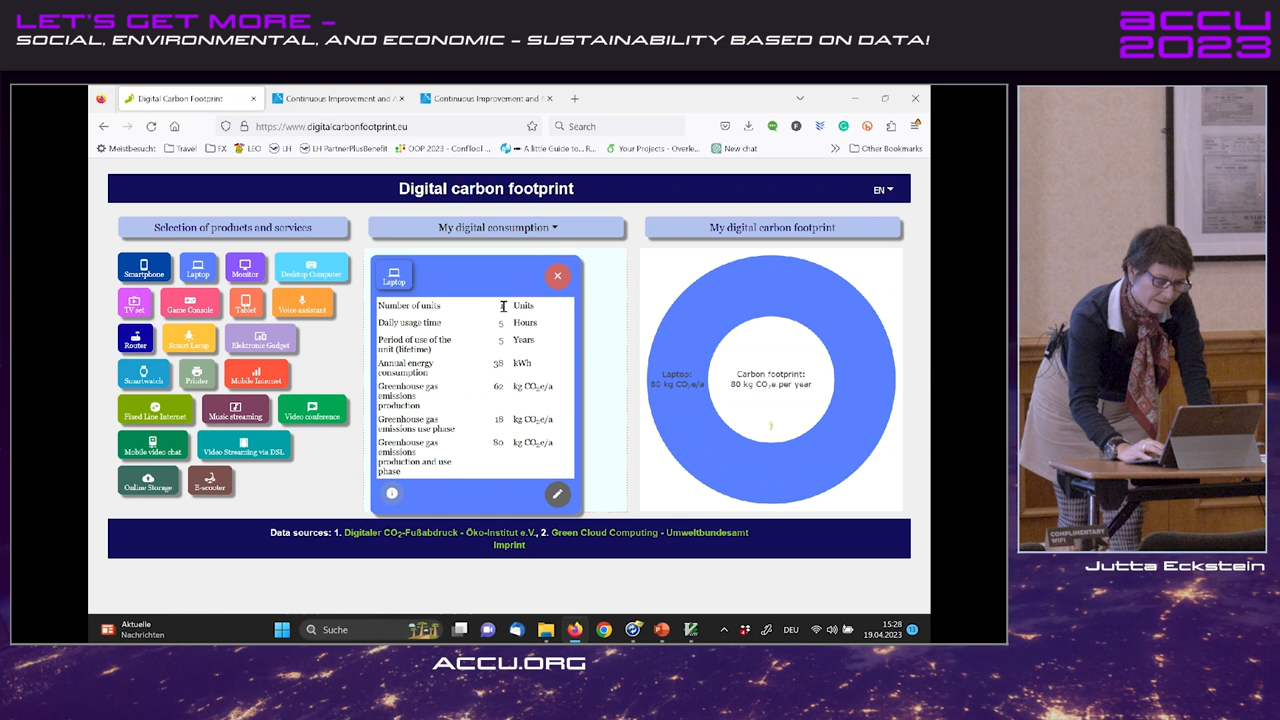 LET'S GET MORE –
SOCIAL, ENVIRONMENTAL, AND ECONOMIC – SUSTAINABILITY BASED ON DATA!
ACCU
2023
Digital Carbon Footprint
Continuous Improvement and
Continuous Improvement and
https://www.digitalcarbonfootprint.eu
Search
Meistbesucht
Travel
FX
LEO
LH
LH PartnerPlusBenefit
OOP 2023 - ConfTool ...
A little Guide to... R...
Your Projects - Overle...
New chat
Other Bookmarks
Digital carbon footprint
EN
Selection of products and services
My digital consumption
My digital carbon footprint
Smartphone
Laptop
Monitor
Desktop Computer
TV set
Game Console
Tablet
Voice assistant
Router
Smart Lamp
Elektronic Gadget
Smartwatch
Printer
Mobile Internet
Fixed Line Internet
Music streaming
Video conference
Mobile video chat
Video Streaming via DSL
Online Storage
E-scooter
Laptop
Number of units Units
Daily usage time 5 Hours
Period of use of the 5 Years
unit (lifetime)
Annual energy 38 kWh
consumption
Greenhouse gas 62 kg CO₂e/a
emissions
production
Greenhouse gas 18 kg CO₂e/a
emissions use phase
Greenhouse gas 80 kg CO₂e/a
emissions
production and use
phase
Laptop:
80 kg CO₂e/a
Carbon footprint:
80 kg CO₂e per year
Data sources: 1. Digitaler CO₂-Fußabdruck - Öko-Institut e.V., 2. Green Cloud Computing - Umweltbundesamt
Imprint
Aktuelle
Nachrichten
Suche
DEU
15:28
19.04.2023
COMPLIMENTARY
WIFI
Jutta Eckstein
ACCU.ORG